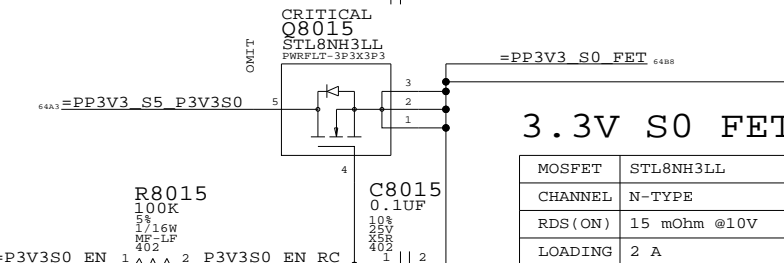 CRITICAL
Q8015
STL8NH3LL
PWRFLT-3P3X3P3
OMIT
=PP3V3_S0_FET 64B8
64A3 =PP3V3_S5_P3V3S0
5
3
2
1
4
3.3V S0 FET
MOSFET STL8NH3LL
CHANNEL N-TYPE
RDS(ON) 15 mOhm @10V
LOADING 2 A
R8015
100K
5%
1/16W
MF-LF
402
C8015
0.1UF
10%
25V
X5R
402
=P3V3S0_EN 1 2 P3V3S0_EN_RC 1 2